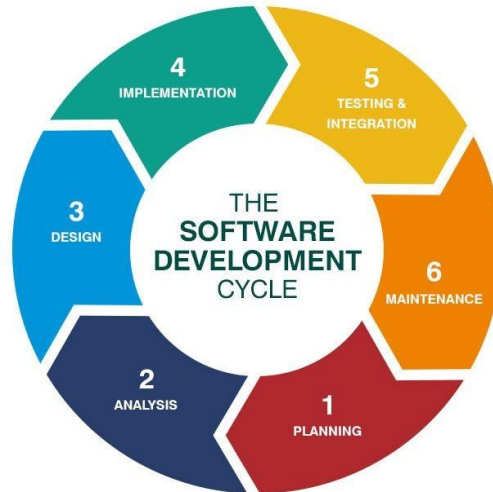 THE
SOFTWARE
DEVELOPMENT
CYCLE
1
PLANNING
2
ANALYSIS
3
DESIGN
4
IMPLEMENTATION
5
TESTING &
INTEGRATION
6
MAINTENANCE